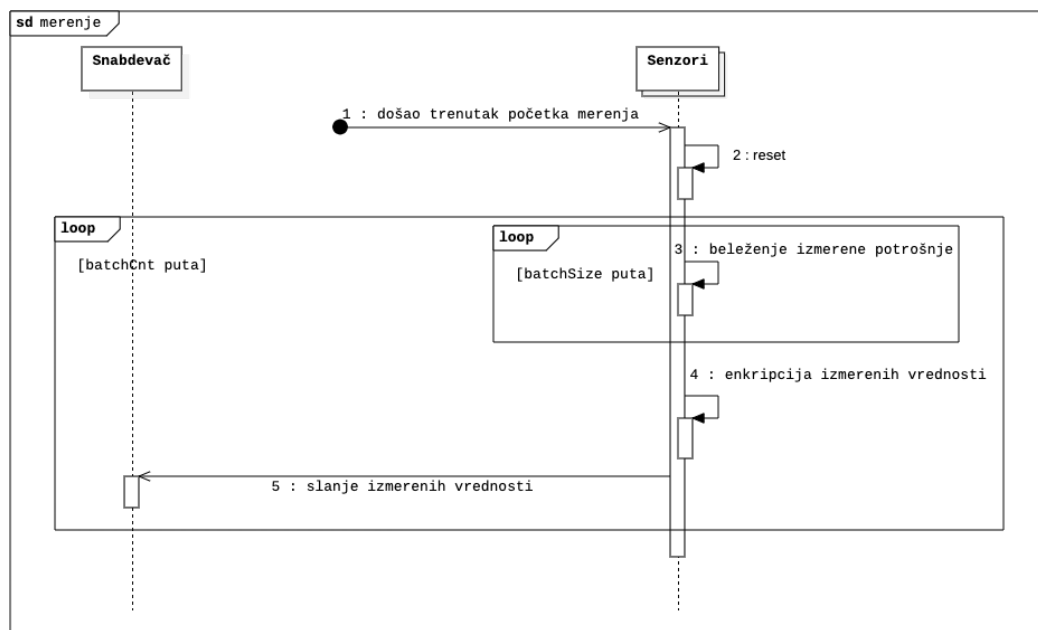 sd merenje
Snabdevač
Senzori
1 : došao trenutak početka merenja
2 : reset
loop
[batchCnt puta]
loop
3 : beleženje izmerene potrošnje
[batchSize puta]
4 : enkripcija izmerenih vrednosti
5 : slanje izmerenih vrednosti